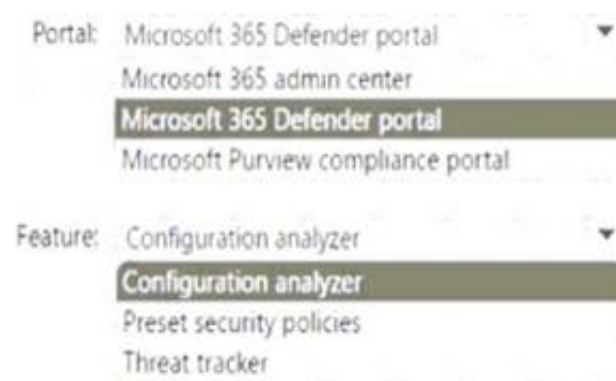 Portal: Microsoft 365 Defender portal
Microsoft 365 admin center
Microsoft 365 Defender portal
Microsoft Purview compliance portal
Feature: Configuration analyzer
Configuration analyzer
Preset security policies
Threat tracker